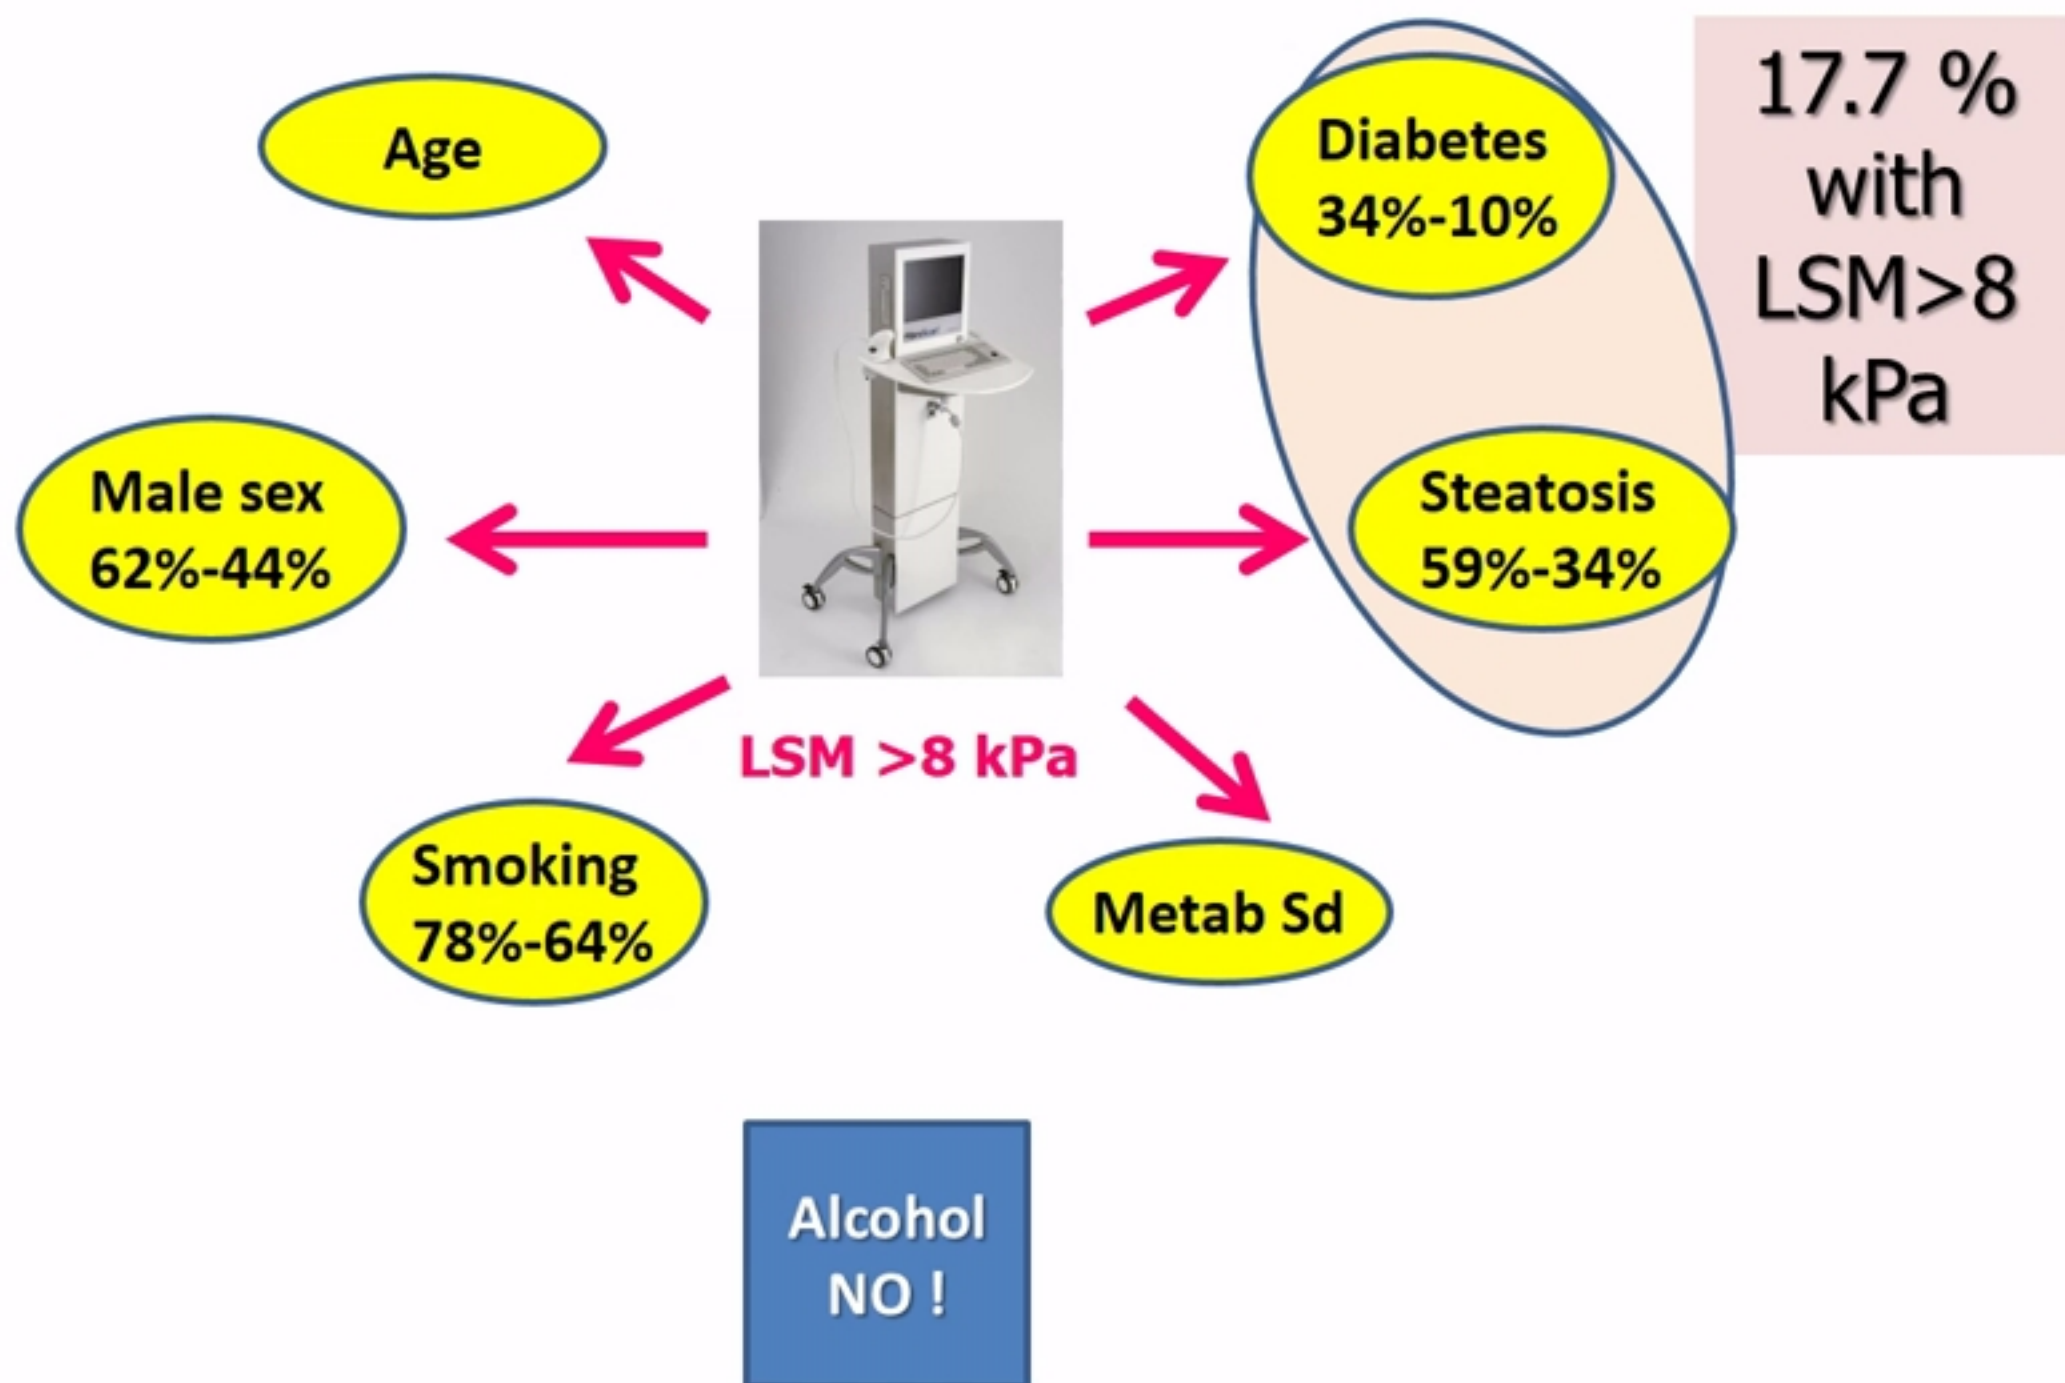 Age
Diabetes
34%-10%
17.7 %
with
LSM>8
kPa
Male sex
62%-44%
Steatosis
59%-34%
LSM >8 kPa
Smoking
78%-64%
Metab Sd
Alcohol
NO !